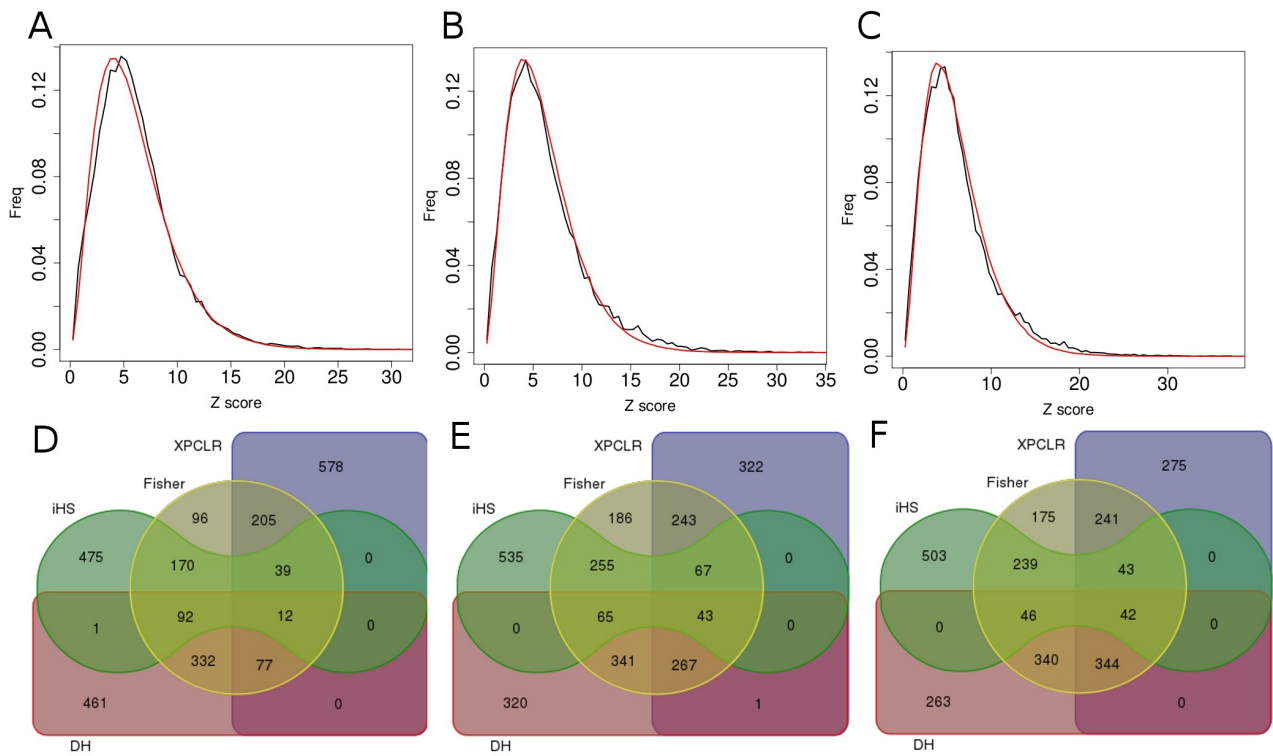 A B C
0.00 0.04 0.08 0.12
Freq
0 5 10 15 20 25 30
Z score
0.00 0.04 0.08 0.12
Freq
0 5 10 15 20 25 30 35
Z score
0.00 0.04 0.08 0.12
Freq
0 10 20 30
Z score
D
XPCLR
578
Fisher
iHS
96 205
475 170 39 0
1 92 12 0
332 77
461 0
DH
E
XPCLR
322
Fisher
iHS
186 243
535 255 67 0
0 65 43 0
341 267
320 1
DH
F
XPCLR
275
Fisher
iHS
175 241
503 239 43 0
0 46 42 0
340 344
263 0
DH